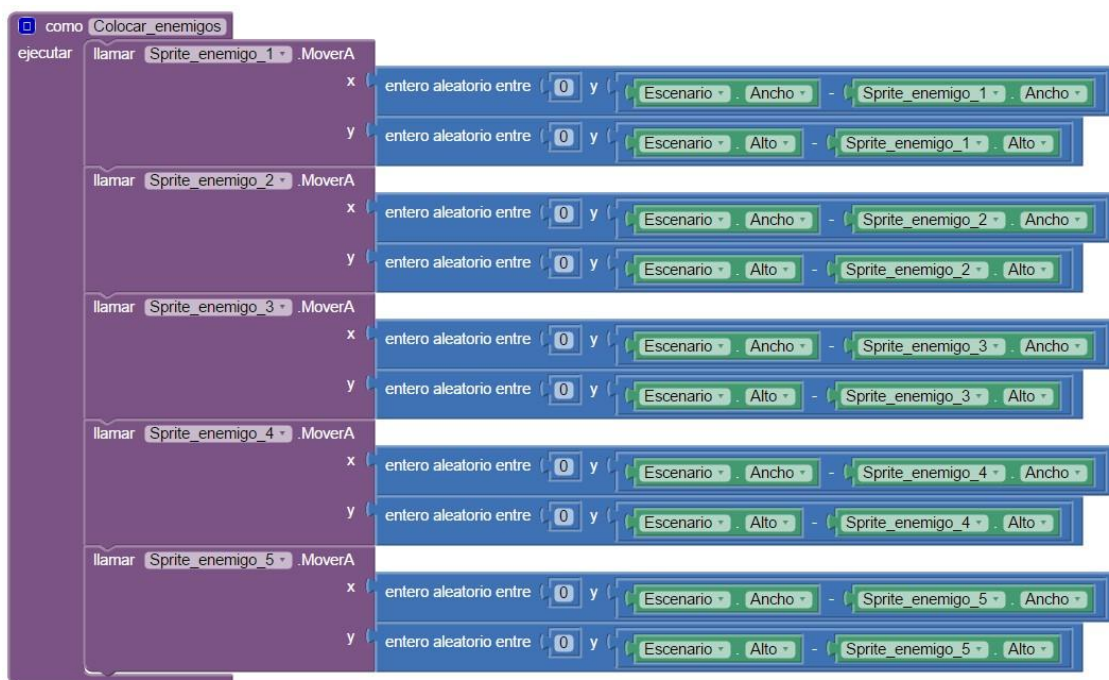 como Colocar_enemigos
ejecutar llamar Sprite_enemigo_1 .MoverA
x entero aleatorio entre 0 y Escenario . Ancho - Sprite_enemigo_1 . Ancho
y entero aleatorio entre 0 y Escenario . Alto - Sprite_enemigo_1 . Alto
llamar Sprite_enemigo_2 .MoverA
x entero aleatorio entre 0 y Escenario . Ancho - Sprite_enemigo_2 . Ancho
y entero aleatorio entre 0 y Escenario . Alto - Sprite_enemigo_2 . Alto
llamar Sprite_enemigo_3 .MoverA
x entero aleatorio entre 0 y Escenario . Ancho - Sprite_enemigo_3 . Ancho
y entero aleatorio entre 0 y Escenario . Alto - Sprite_enemigo_3 . Alto
llamar Sprite_enemigo_4 .MoverA
x entero aleatorio entre 0 y Escenario . Ancho - Sprite_enemigo_4 . Ancho
y entero aleatorio entre 0 y Escenario . Alto - Sprite_enemigo_4 . Alto
llamar Sprite_enemigo_5 .MoverA
x entero aleatorio entre 0 y Escenario . Ancho - Sprite_enemigo_5 . Ancho
y entero aleatorio entre 0 y Escenario . Alto - Sprite_enemigo_5 . Alto